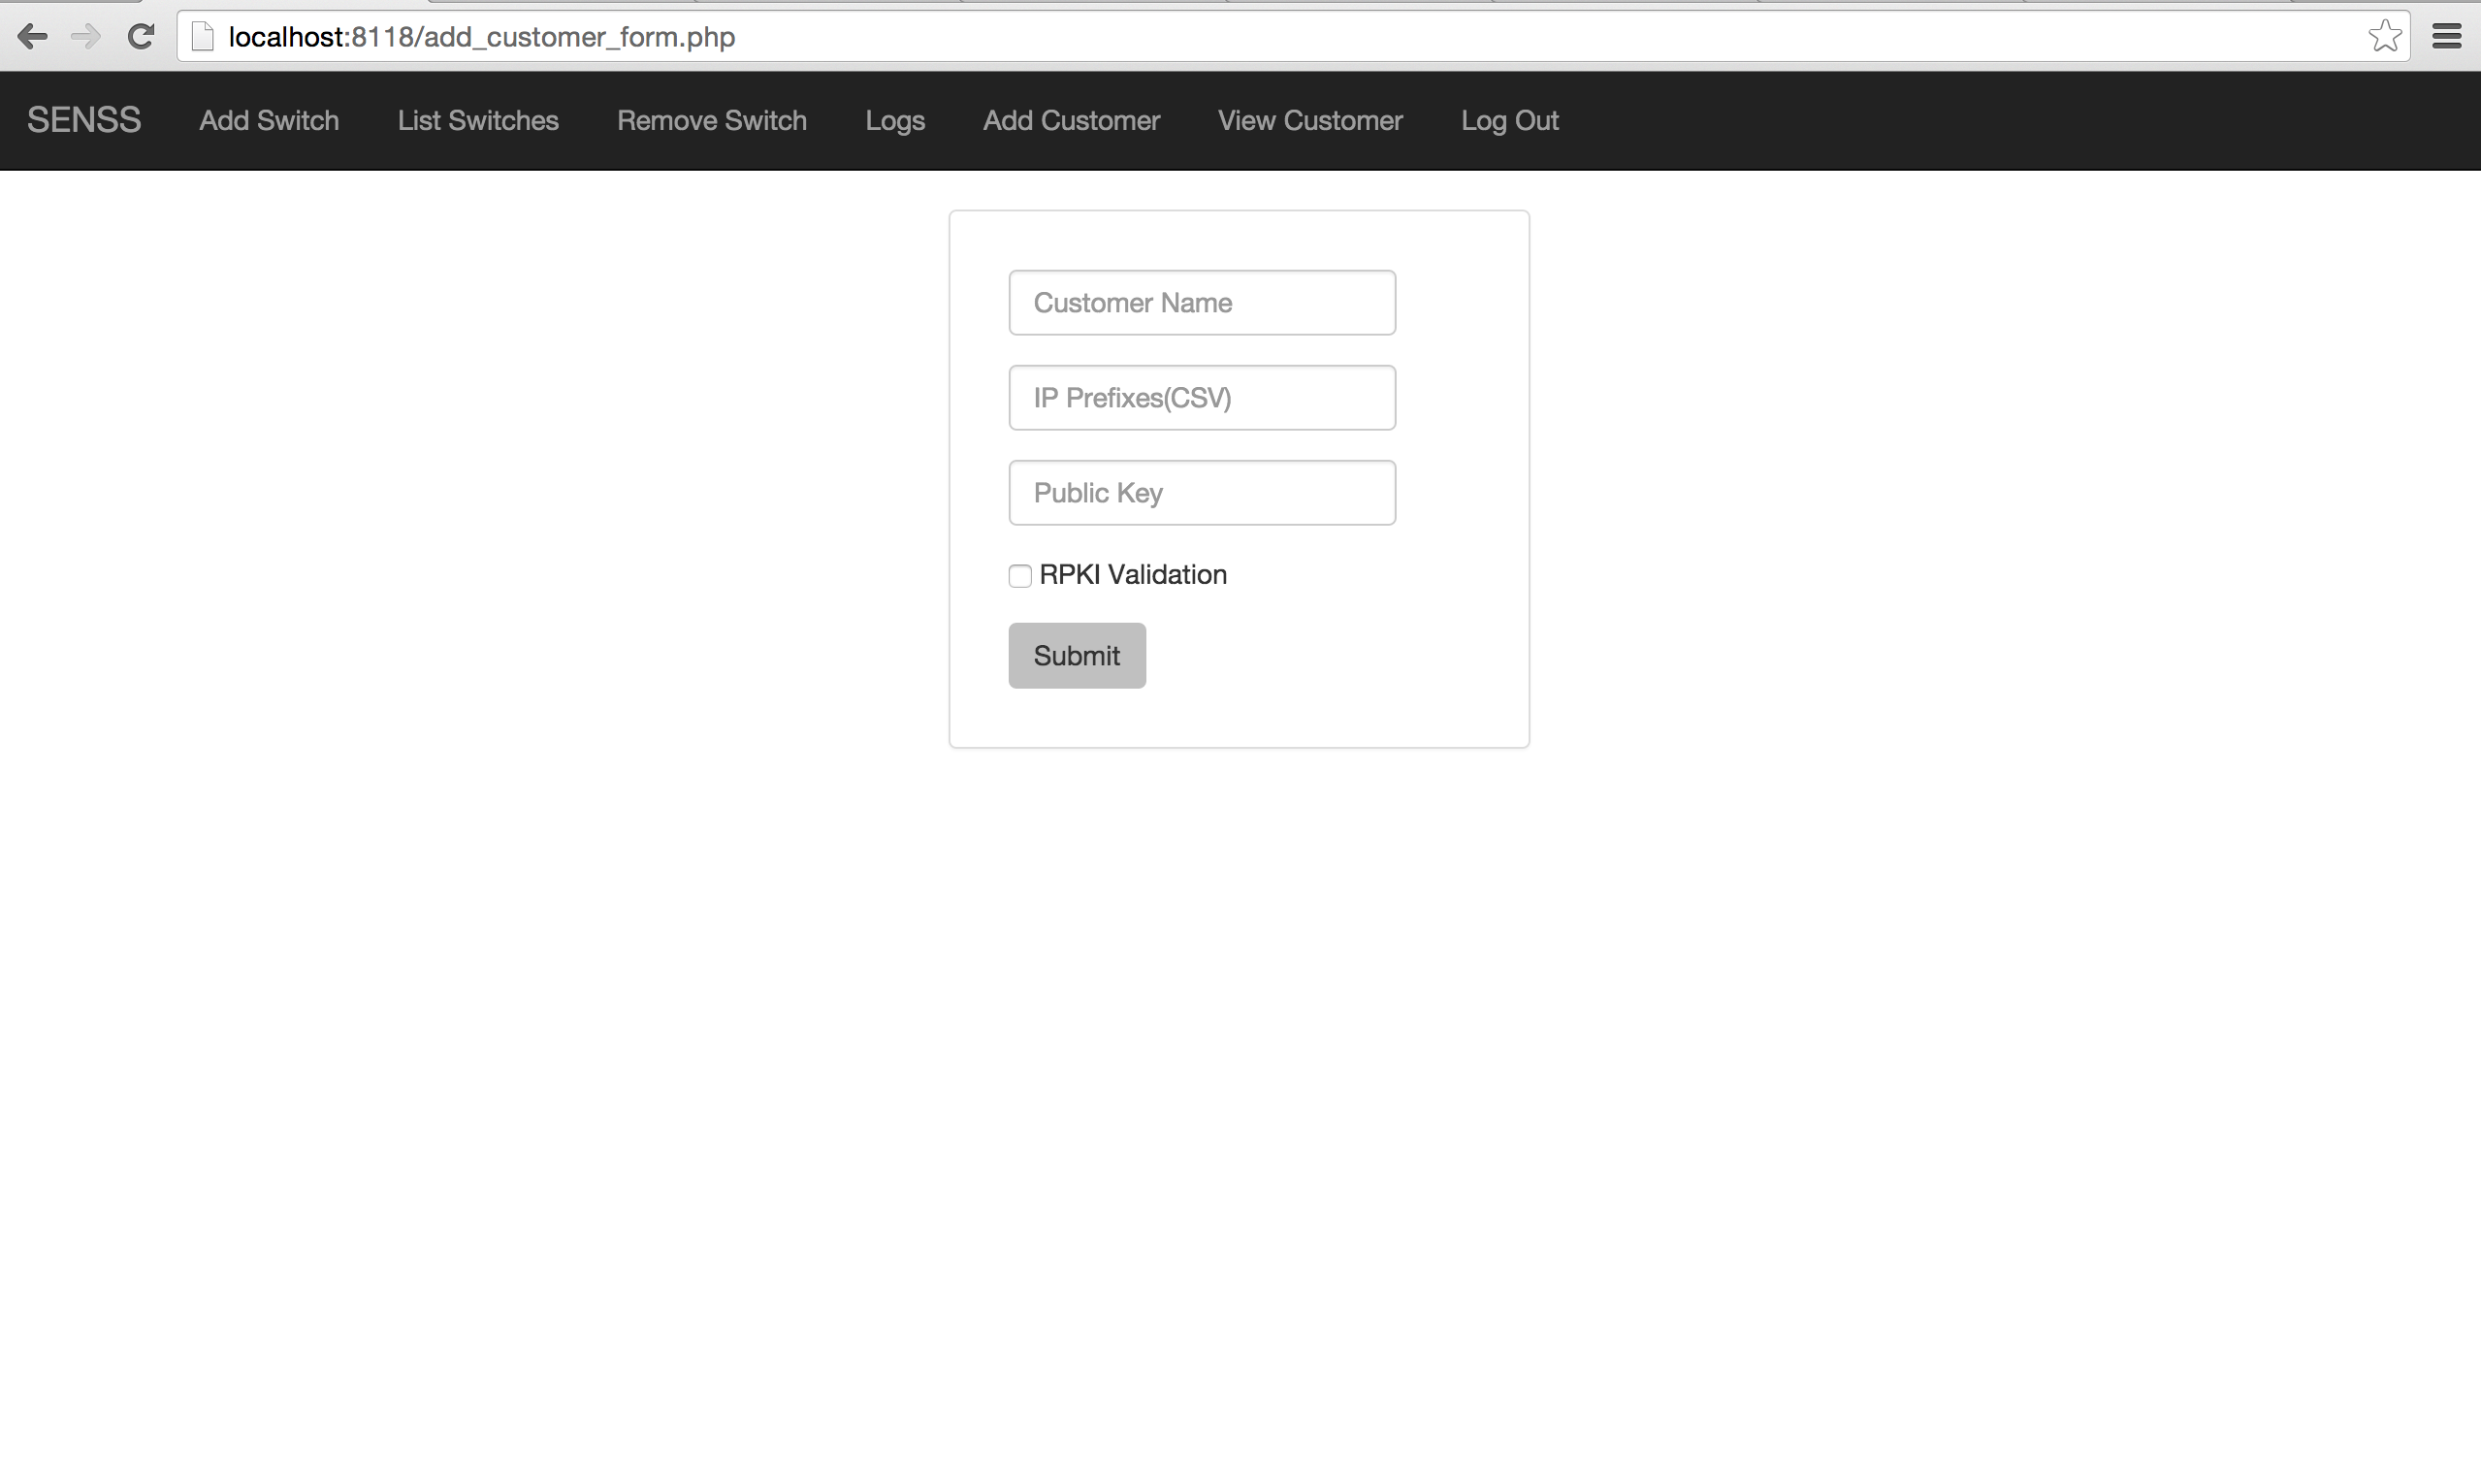 localhost:8118/add_customer_form.php
SENSS Add Switch List Switches Remove Switch Logs Add Customer View Customer Log Out
Customer Name
IP Prefixes(CSV)
Public Key
RPKI Validation
Submit